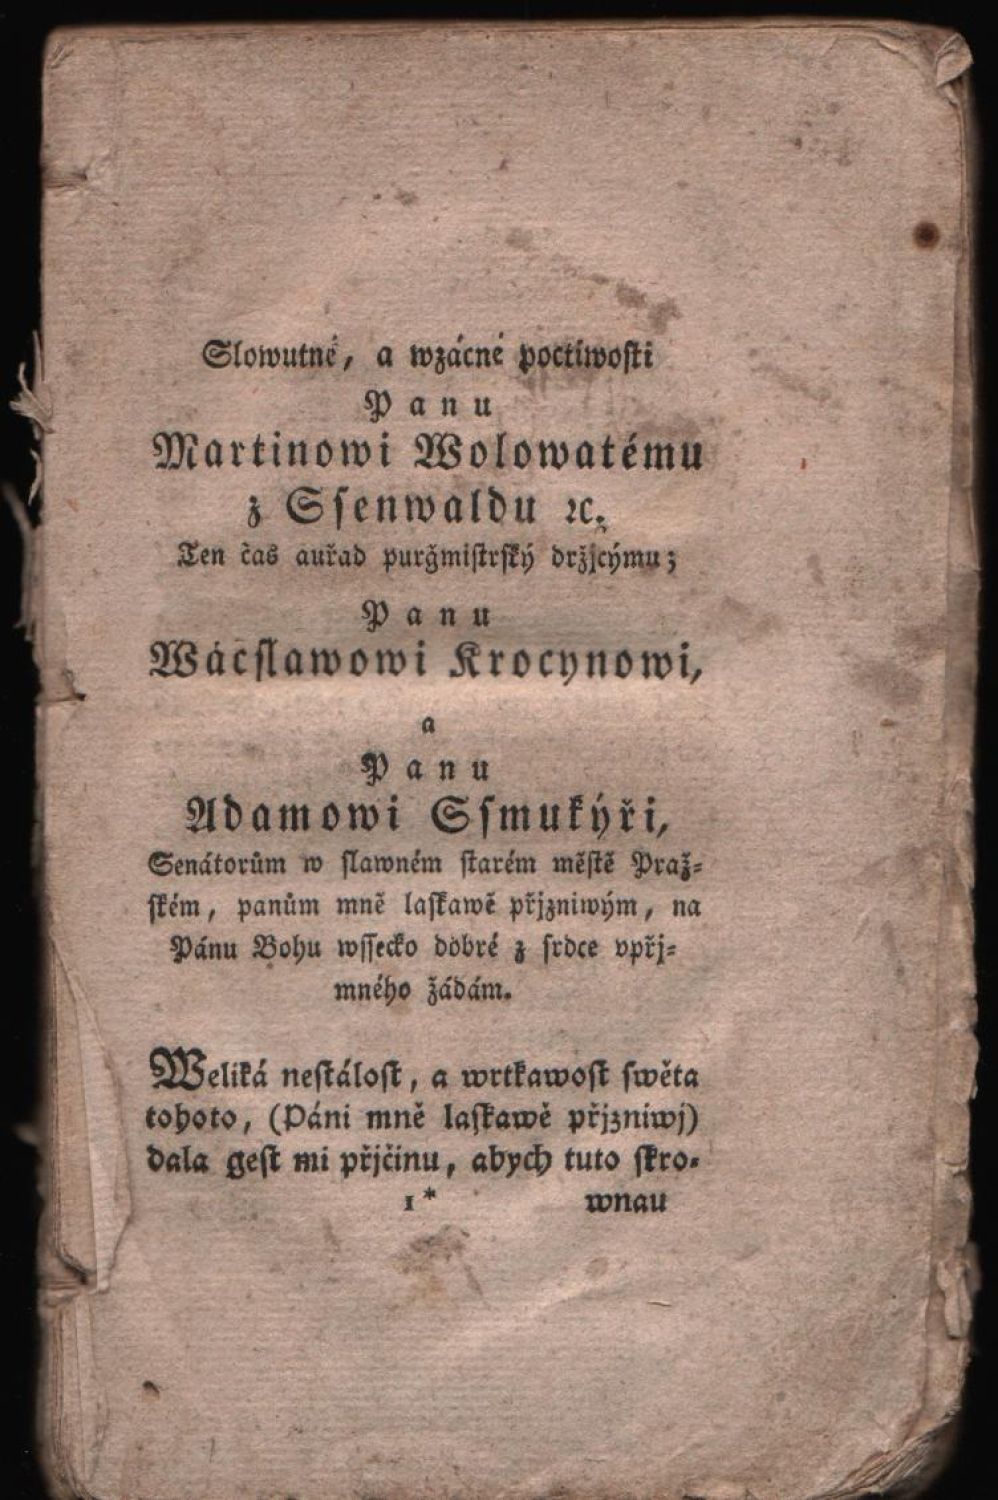 Slowutné, a wzácné poctiwosti
Panu
Martinowi Wolowatému
z Ssenwaldu ꝛc.
Ten čas auřad purǧmistrský držjcýmu;
Panu
Wácslawowi Krocynowi,
a
Panu
Adamowi Ssmukýři,
Senátorům w slawném starém městě Praž-
ském, panům mně laskawě přjzniwým, na
Pánu Bohu wssecko dobré z srdce vpřj-
mného žádám.
Weliká nestálost, a wrtkawost swěta
tohoto, (Páni mně laskawě přjzniwj)
dala gest mi přjčinu, abych tuto skro-
1*
wnau